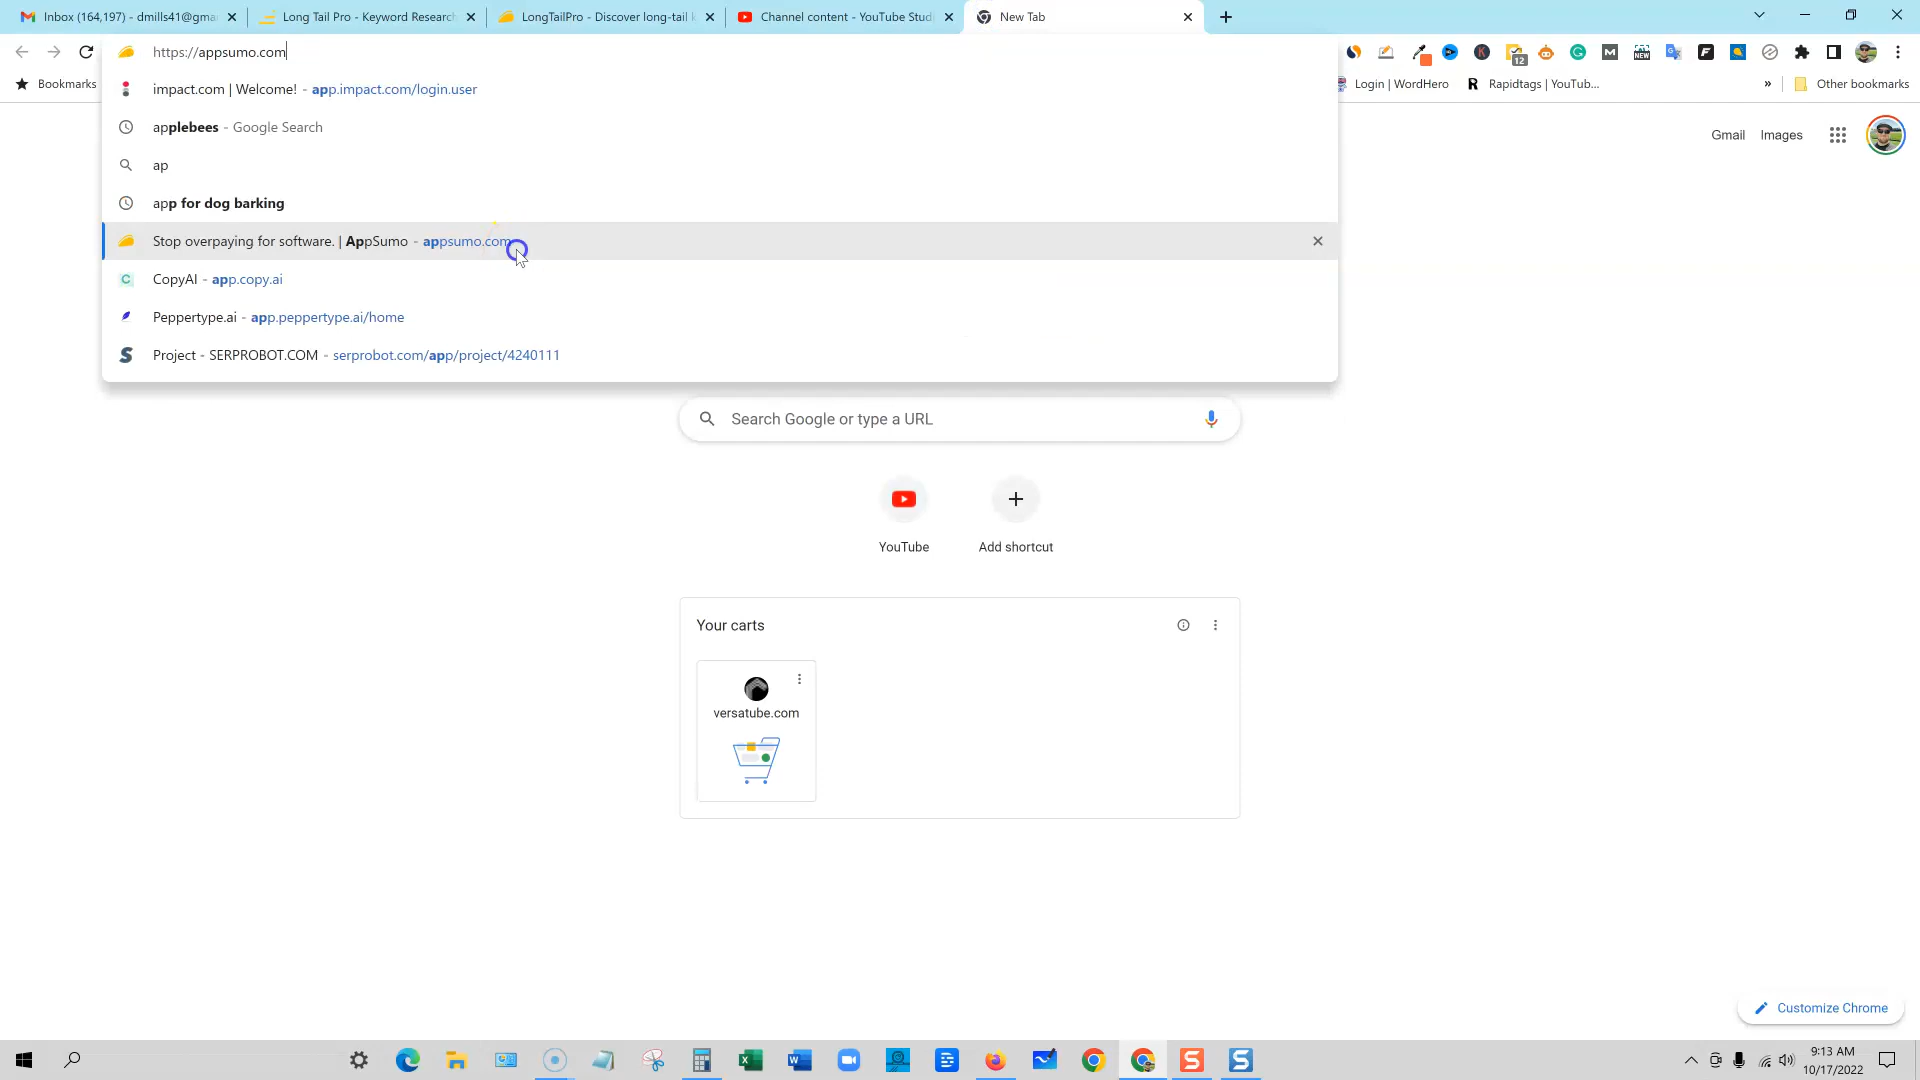 Inbox (164,197) - dmills41@gma
Long Tail Pro - Keyword Research
LongTailPro - Discover long-tail k
Channel content - YouTube Studi
New Tab
https://appsumo.com
Bookmarks
12
NEW
Login | WordHero
Rapidtags | YouTub...
»
Other bookmarks
impact.com | Welcome! - app.impact.com/login.user
applebees - Google Search
ap
app for dog barking
Stop overpaying for software. | AppSumo - appsumo.com
CopyAI - app.copy.ai
Peppertype.ai - app.peppertype.ai/home
Project - SERPROBOT.COM - serprobot.com/app/project/4240111
Gmail
Images
Search Google or type a URL
YouTube
Add shortcut
Your carts
versatube.com
Customize Chrome
9:13 AM
10/17/2022